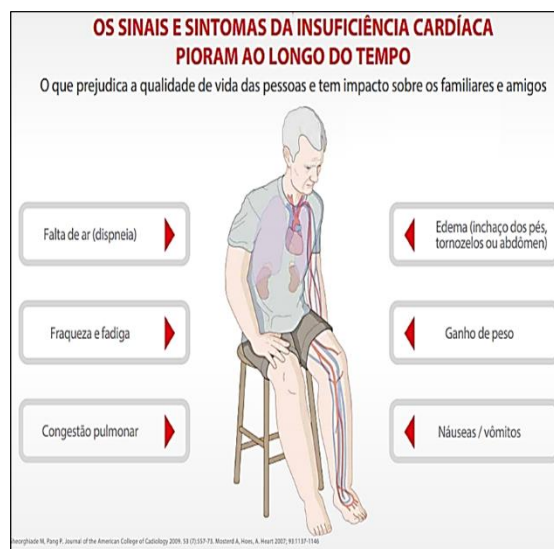 OS SINAIS E SINTOMAS DA INSUFICIÊNCIA CARDÍACA
PIORAM AO LONGO DO TEMPO
O que prejudica a qualidade de vida das pessoas e tem impacto sobre os familiares e amigos
Falta de ar (dispneia)
Fraqueza e fadiga
Congestão pulmonar
Edema (inchaço dos pés,
tornozelos ou abdômen)
Ganho de peso
Náuseas / vômitos
heorghiade M, Pang P. Journal of the American College of Cadiology 2009. 53 (7):557-73. Mosterd A, Hoes, A. Heart 2007; 93:1137-1146